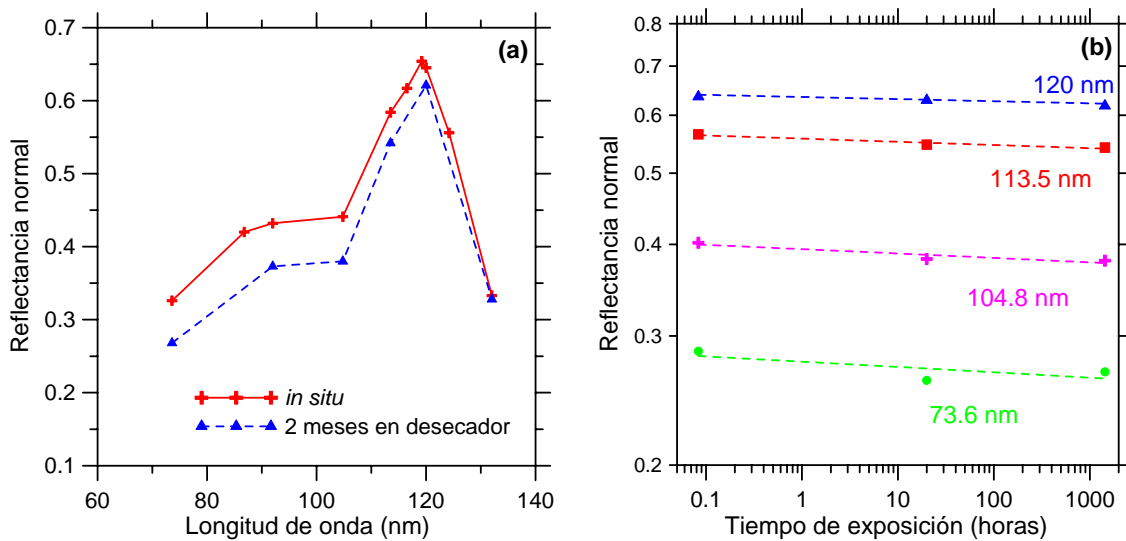 (a)
0.7
0.6
0.5
0.4
0.3
0.2
0.1
Reflectancia normal
in situ
2 meses en desecador
60
80
100
120
140
Longitud de onda (nm)
(b)
0.8
0.7
0.6
0.5
0.4
0.3
0.2
Reflectancia normal
120 nm
113.5 nm
104.8 nm
73.6 nm
0.1
1
10
100
1000
Tiempo de exposición (horas)